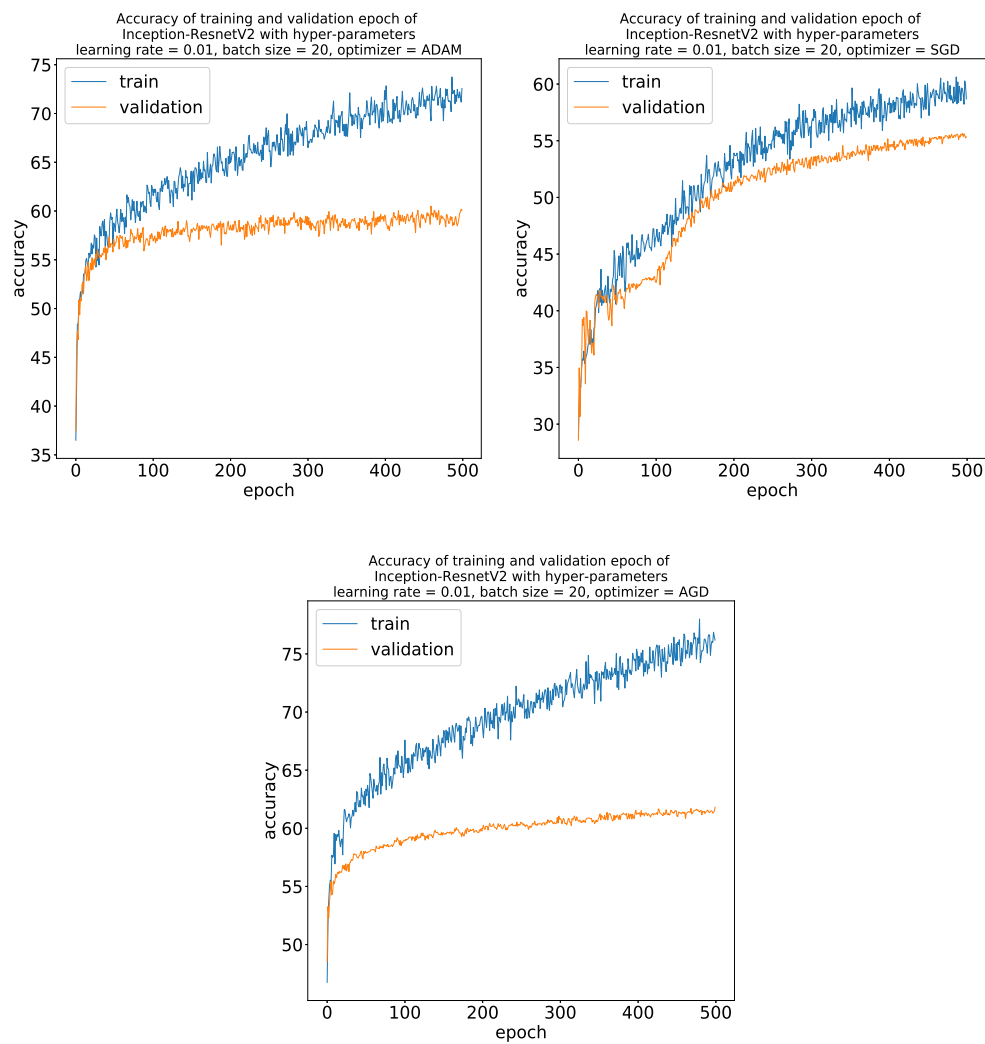 Accuracy of training and validation epoch of
Inception-ResnetV2 with hyper-parameters
learning rate = 0.01, batch size = 20, optimizer = ADAM
75
70
65
60
55
50
45
40
35
train
validation
accuracy
0 100 200 300 400 500
epoch
Accuracy of training and validation epoch of
Inception-ResnetV2 with hyper-parameters
learning rate = 0.01, batch size = 20, optimizer = SGD
60
55
50
45
40
35
30
train
validation
accuracy
0 100 200 300 400 500
epoch
Accuracy of training and validation epoch of
Inception-ResnetV2 with hyper-parameters
learning rate = 0.01, batch size = 20, optimizer = AGD
75
70
65
60
55
50
train
validation
accuracy
0 100 200 300 400 500
epoch